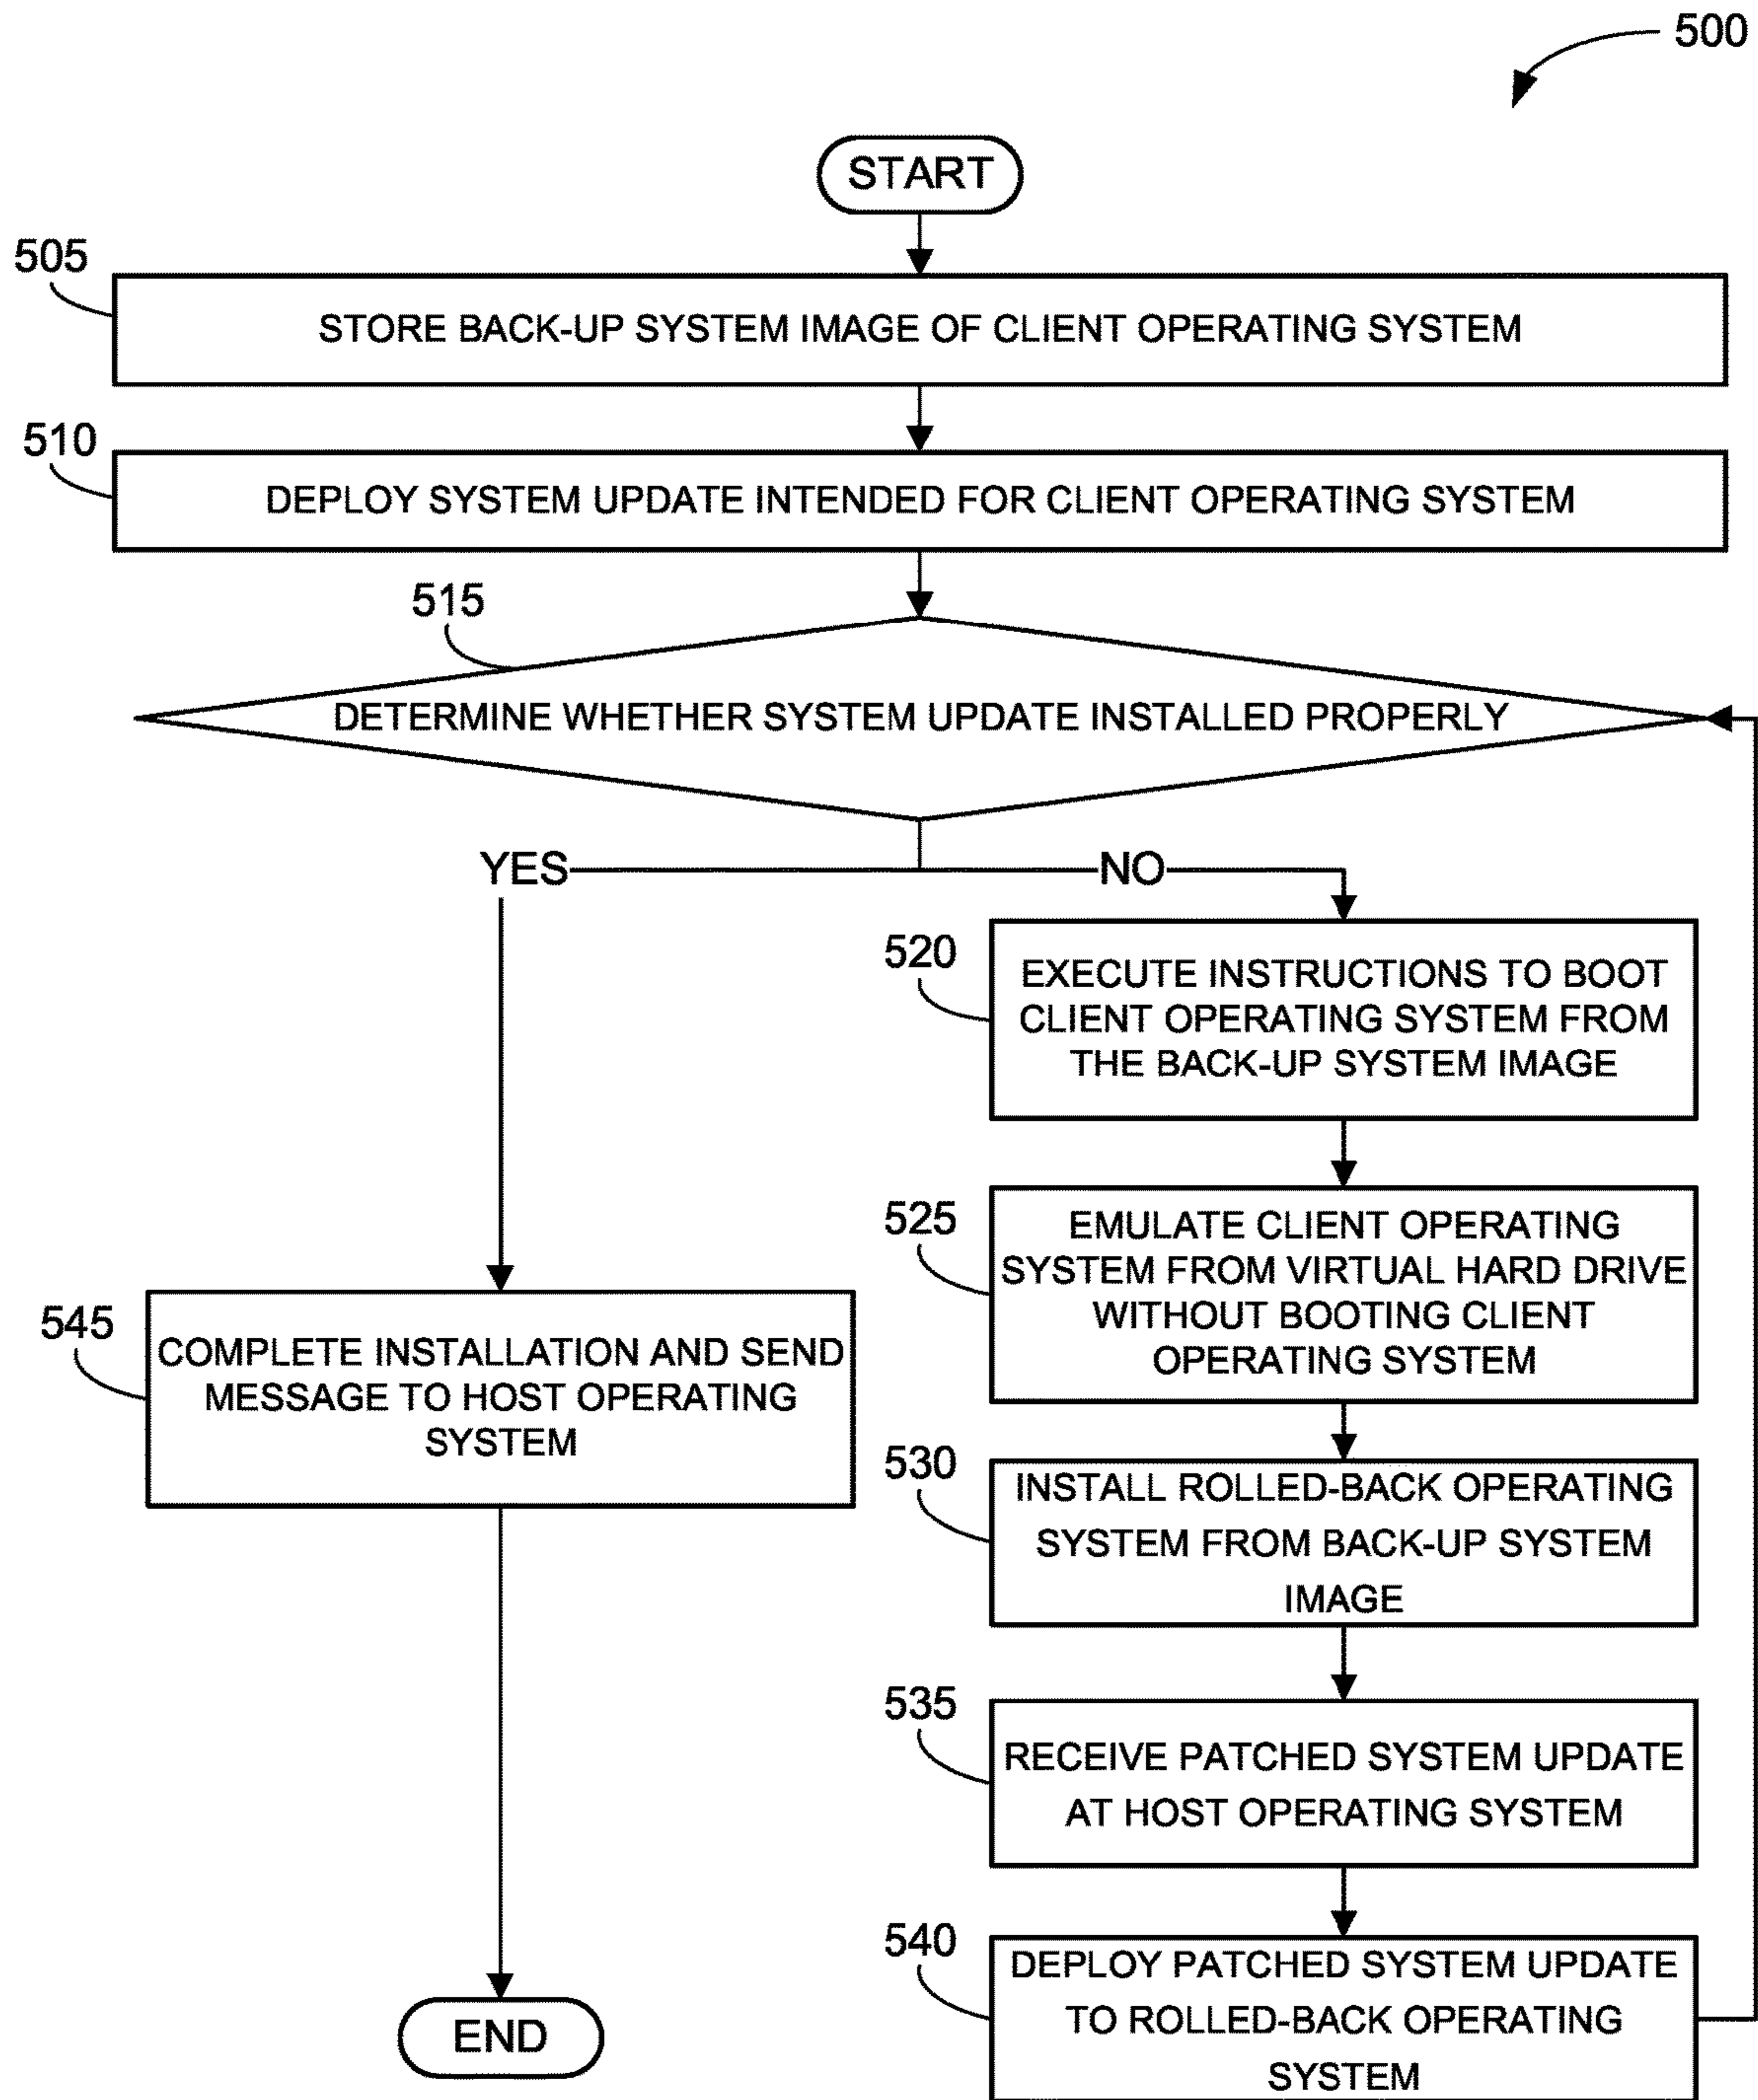 500
START
505
STORE BACK-UP SYSTEM IMAGE OF CLIENT OPERATING SYSTEM
510
DEPLOY SYSTEM UPDATE INTENDED FOR CLIENT OPERATING SYSTEM
515
DETERMINE WHETHER SYSTEM UPDATE INSTALLED PROPERLY
YES
NO
520
EXECUTE INSTRUCTIONS TO BOOT
CLIENT OPERATING SYSTEM FROM
THE BACK-UP SYSTEM IMAGE
525
EMULATE CLIENT OPERATING
SYSTEM FROM VIRTUAL HARD DRIVE
WITHOUT BOOTING CLIENT
OPERATING SYSTEM
545
COMPLETE INSTALLATION AND SEND
MESSAGE TO HOST OPERATING
SYSTEM
530
INSTALL ROLLED-BACK OPERATING
SYSTEM FROM BACK-UP SYSTEM
IMAGE
535
RECEIVE PATCHED SYSTEM UPDATE
AT HOST OPERATING SYSTEM
540
DEPLOY PATCHED SYSTEM UPDATE
TO ROLLED-BACK OPERATING
SYSTEM
END